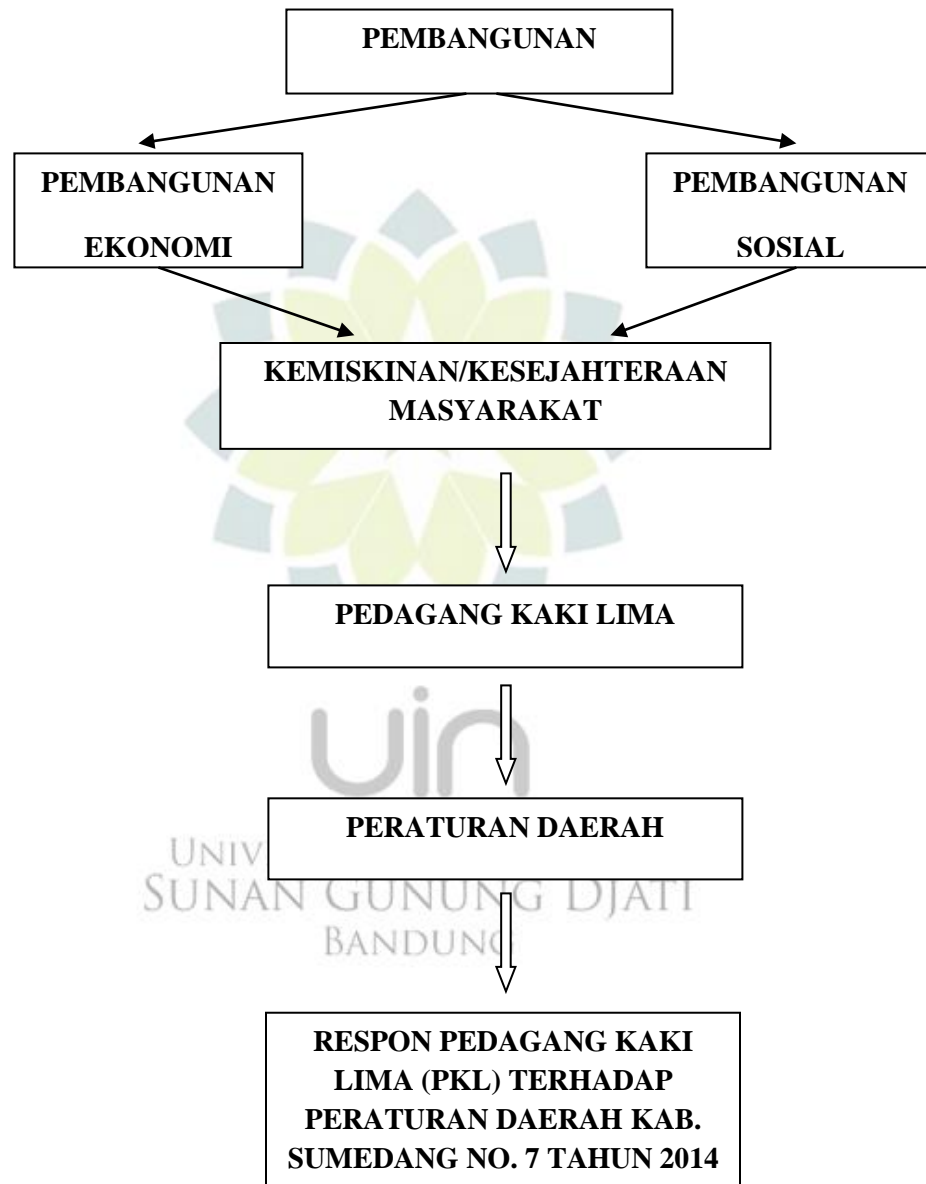 PEMBANGUNAN
PEMBANGUNAN
EKONOMI
PEMBANGUNAN
SOSIAL
KEMISKINAN/KESEJAHTERAAN
MASYARAKAT
PEDAGANG KAKI LIMA
uin
PERATURAN DAERAH
SUNAN GUNUNG DJATI
BANDUNG
RESPON PEDAGANG KAKI
LIMA (PKL) TERHADAP
PERATURAN DAERAH KAB.
SUMEDANG NO. 7 TAHUN 2014